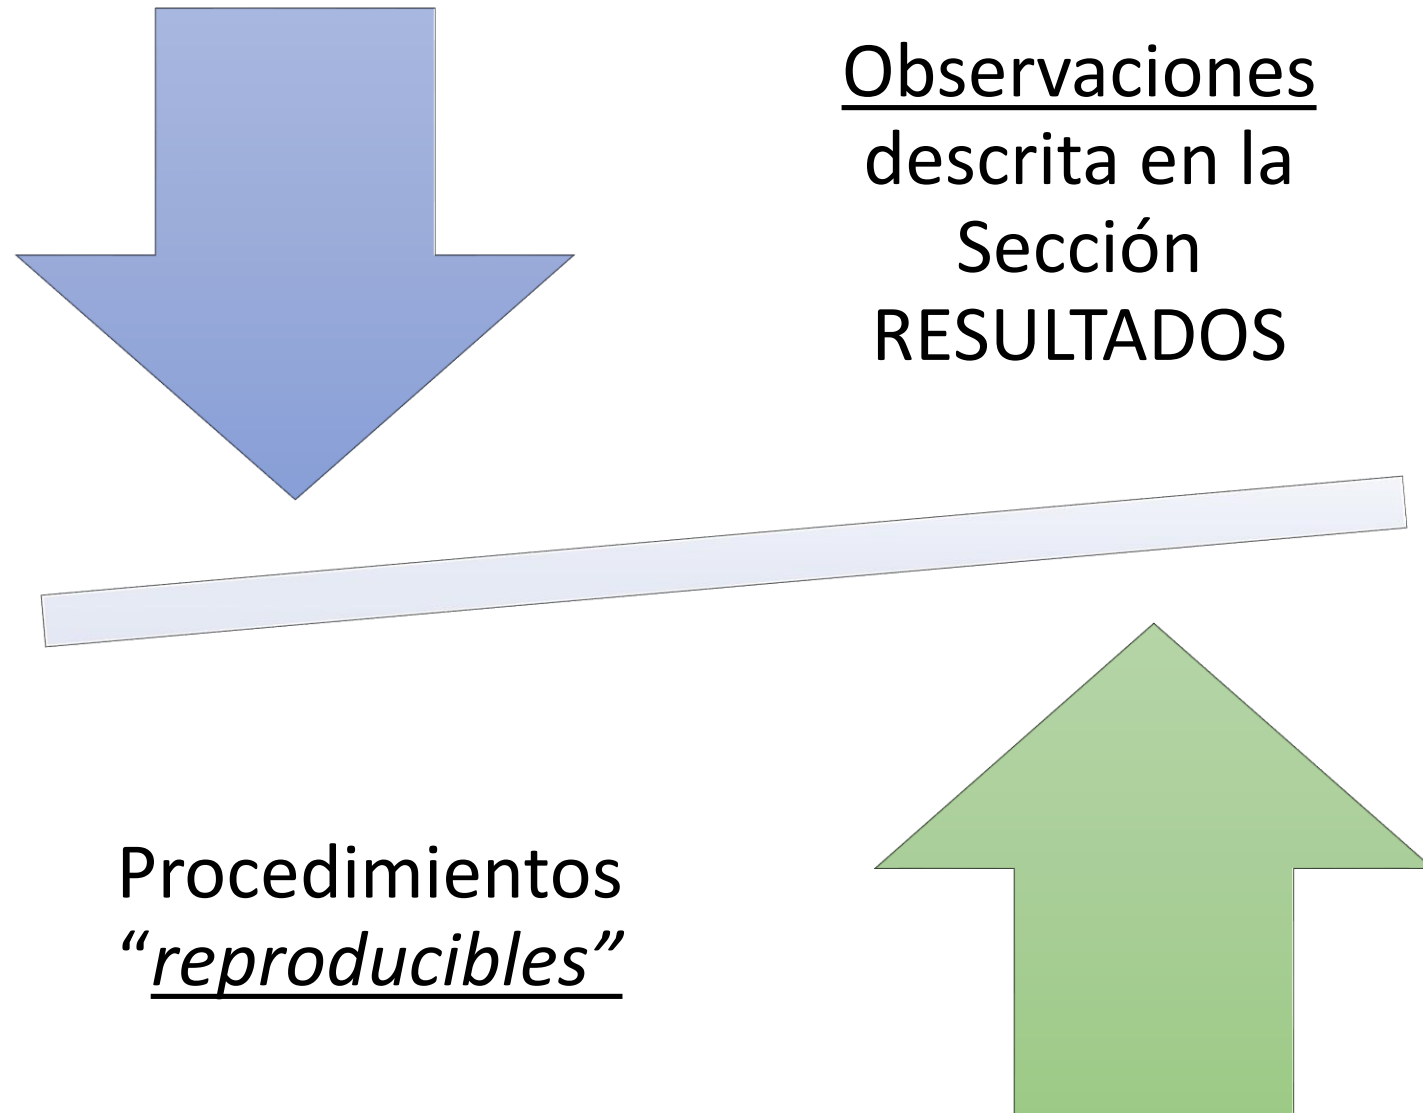 Observaciones
descrita en la
Sección
RESULTADOS
Procedimientos
“reproducibles”